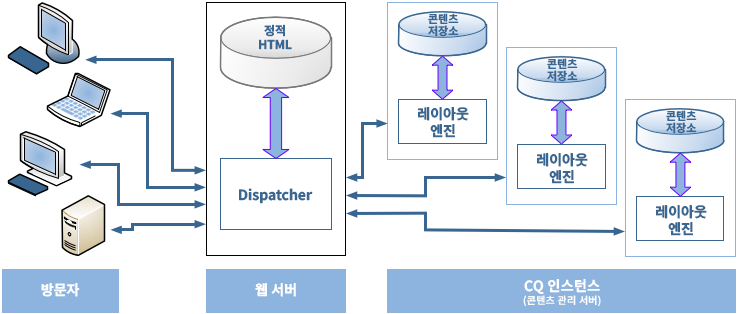 정적
HTML
Dispatcher
콘텐츠
저장소
레이아웃
엔진
콘텐츠
저장소
레이아웃
엔진
콘텐츠
저장소
레이아웃
엔진
방문자
웹 서버
CQ 인스턴스
(콘텐츠 관리 서버)